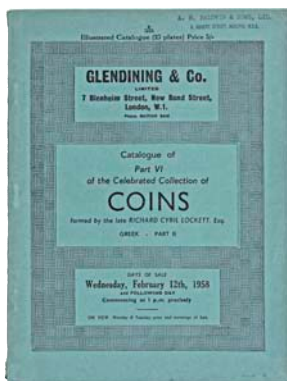 Illustrated Catalogue (27 plates) Price 5/-
GLENDINING & Co.
LIMITED
7 Blenheim Street, New Bond Street,
London, W.1.
Catalogue of
Part VI
of the Celebrated Collection of
COINS
formed by the late RICHARD CYRIL LOCKETT, Esq.
GREEK - PART II
DATE OF SALE
Wednesday, February 12th, 1958
and FOLLOWING DAY
Commencing at 1 p.m. precisely